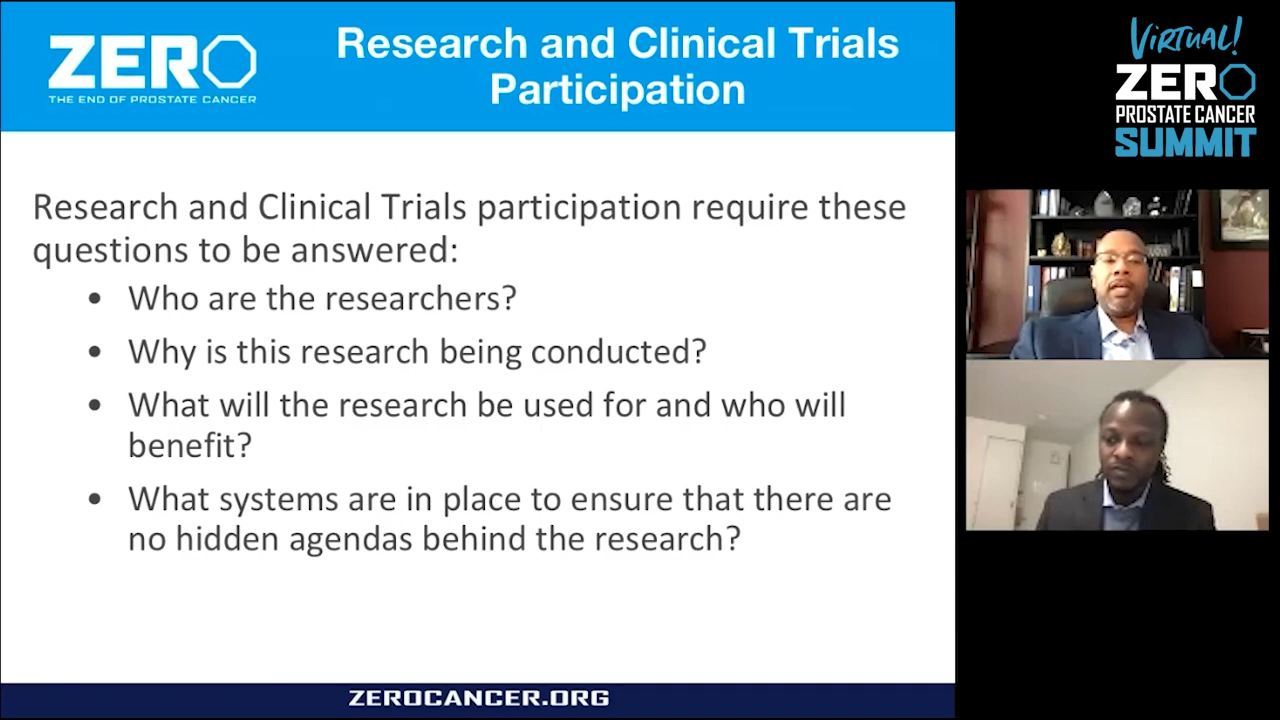 ZERO
THE END OF PROSTATE CANCER
Research and Clinical Trials
Participation
Research and Clinical Trials participation require these
questions to be answered:
• Who are the researchers?
• Why is this research being conducted?
• What will the research be used for and who will
benefit?
• What systems are in place to ensure that there are
no hidden agendas behind the research?
ZEROCANCER.ORG
VIRTUAL!
ZERO
PROSTATE CANCER
SUMMIT